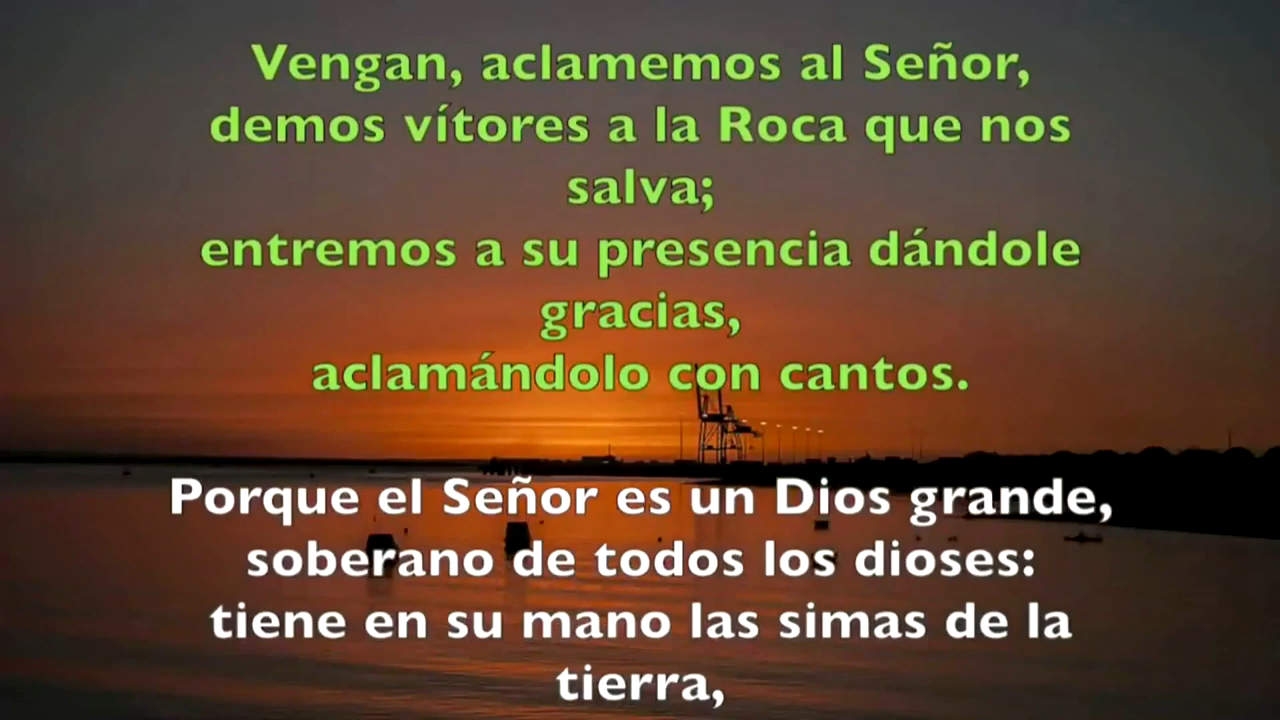 Vengan, aclamemos al Señor,
demos vítores a la Roca que nos
salva;
entremos a su presencia dándole
gracias,
aclamándolo con cantos.
Porque el Señor es un Dios grande,
soberano de todos los dioses:
tiene en su mano las simas de la
tierra,